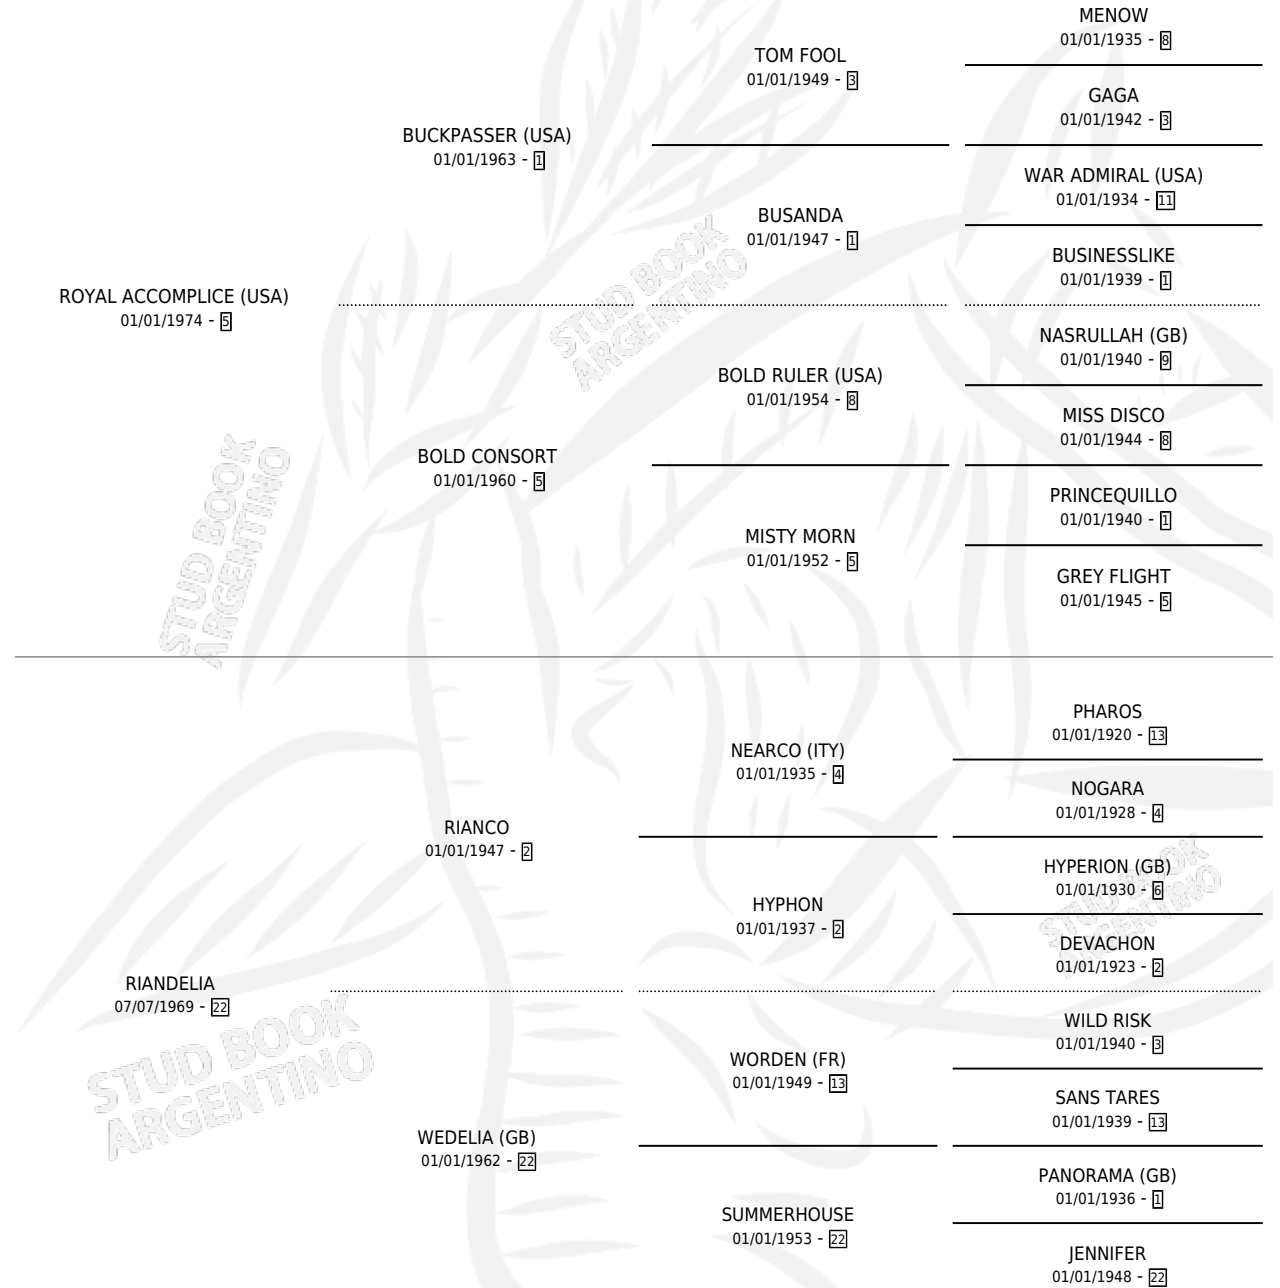 MENOW
01/01/1935 - 8
TOM FOOL
01/01/1949 - 3
GAGA
01/01/1942 - 3
BUCKPASSER (USA)
01/01/1963 - 1
WAR ADMIRAL (USA)
01/01/1934 - 11
BUSANDA
01/01/1947 - 1
BUSINESSLIKE
01/01/1939 - 1
ROYAL ACCOMPLICE (USA)
01/01/1974 - 5
STUD BOOK
ARGENTINO
NASRULLAH (GB)
01/01/1940 - 9
BOLD RULER (USA)
01/01/1954 - 8
MISS DISCO
01/01/1944 - 8
BOLD CONSORT
01/01/1960 - 5
PRINCEQUILLO
01/01/1940 - 1
MISTY MORN
01/01/1952 - 5
GREY FLIGHT
01/01/1945 - 5
STUD BOOK
ARGENTINO
PHAROS
01/01/1920 - 13
NEARCO (ITY)
01/01/1935 - 4
NOGARA
01/01/1928 - 4
RIANCO
01/01/1947 - 2
HYPERION (GB)
01/01/1930 - 6
HYPHON
01/01/1937 - 2
STUD BOOK
ARGENTINO
DEVACHON
01/01/1923 - 2
RIANDELIA
07/07/1969 - 22
WILD RISK
01/01/1940 - 3
WORDEN (FR)
01/01/1949 - 13
SANS TARES
01/01/1939 - 13
STUD BOOK
ARGENTINO
WEDELIA (GB)
01/01/1962 - 22
PANORAMA (GB)
01/01/1936 - 1
SUMMERHOUSE
01/01/1953 - 22
JENNIFER
01/01/1948 - 22